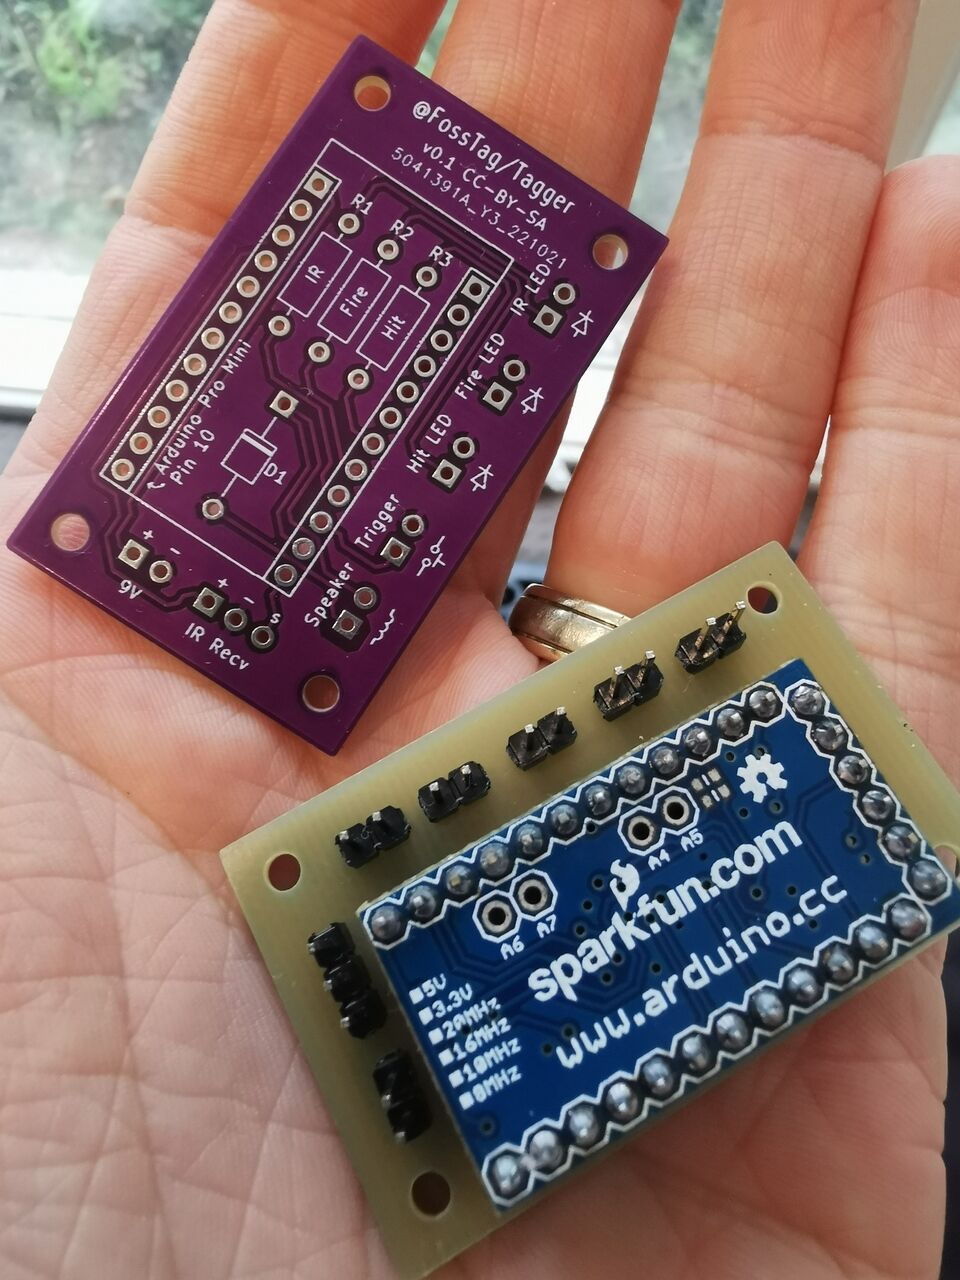 @FossTag/Tagger
v0.1 CC-BY-SA
5041391A_Y3_221021
R1
R2
R3
IR
Fire
Hit
IR LED
Fire LED
Hit LED
Trigger
Speaker
Arduino Pro Mini
Pin 10
D1
+ -
9V
+ - S
IR Recv
A4 A5
A6 A7
sparkfun.com
www.arduino.cc
5V
3.3V
20MHz
16MHz
10MHz
8MHz